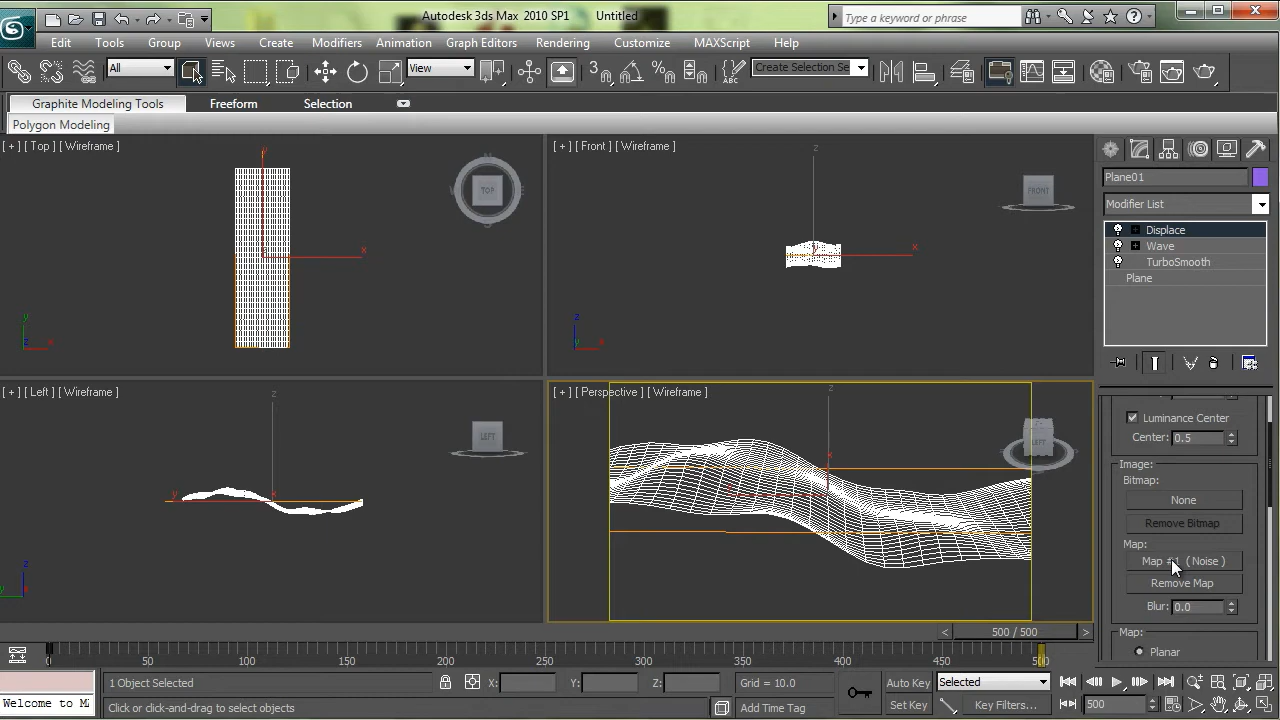 Autodesk 3ds Max 2010 SP1 Untitled
Type a keyword or phrase
Edit Tools Group Views Create Modifiers Animation Graph Editors Rendering Customize MAXScript Help
All View Create Selection Se
Graphite Modeling Tools Freeform Selection
Polygon Modeling
[ + ] [ Top ] [ Wireframe ]
y
TOP
x
y
z x
[ + ] [ Front ] [ Wireframe ]
z
FRONT
x
z
y x
[ + ] [ Left ] [ Wireframe ]
z
LEFT
y x
z
y
[ + ] [ Perspective ] [ Wireframe ]
z
LEFT
x
Plane01
Modifier List
Displace
Wave
TurboSmooth
Plane
Luminance Center
Center: 0.5
Image:
Bitmap:
None
Remove Bitmap
Map:
Map #1 ( Noise )
Remove Map
Blur: 0.0
Map:
Planar
< 500 / 500 >
0 50 100 150 200 250 300 350 400 450 500
1 Object Selected X: Y: Z: Grid = 10.0 Auto Key Selected
Welcome to Mi Click or click-and-drag to select objects Add Time Tag Set Key Key Filters... 500